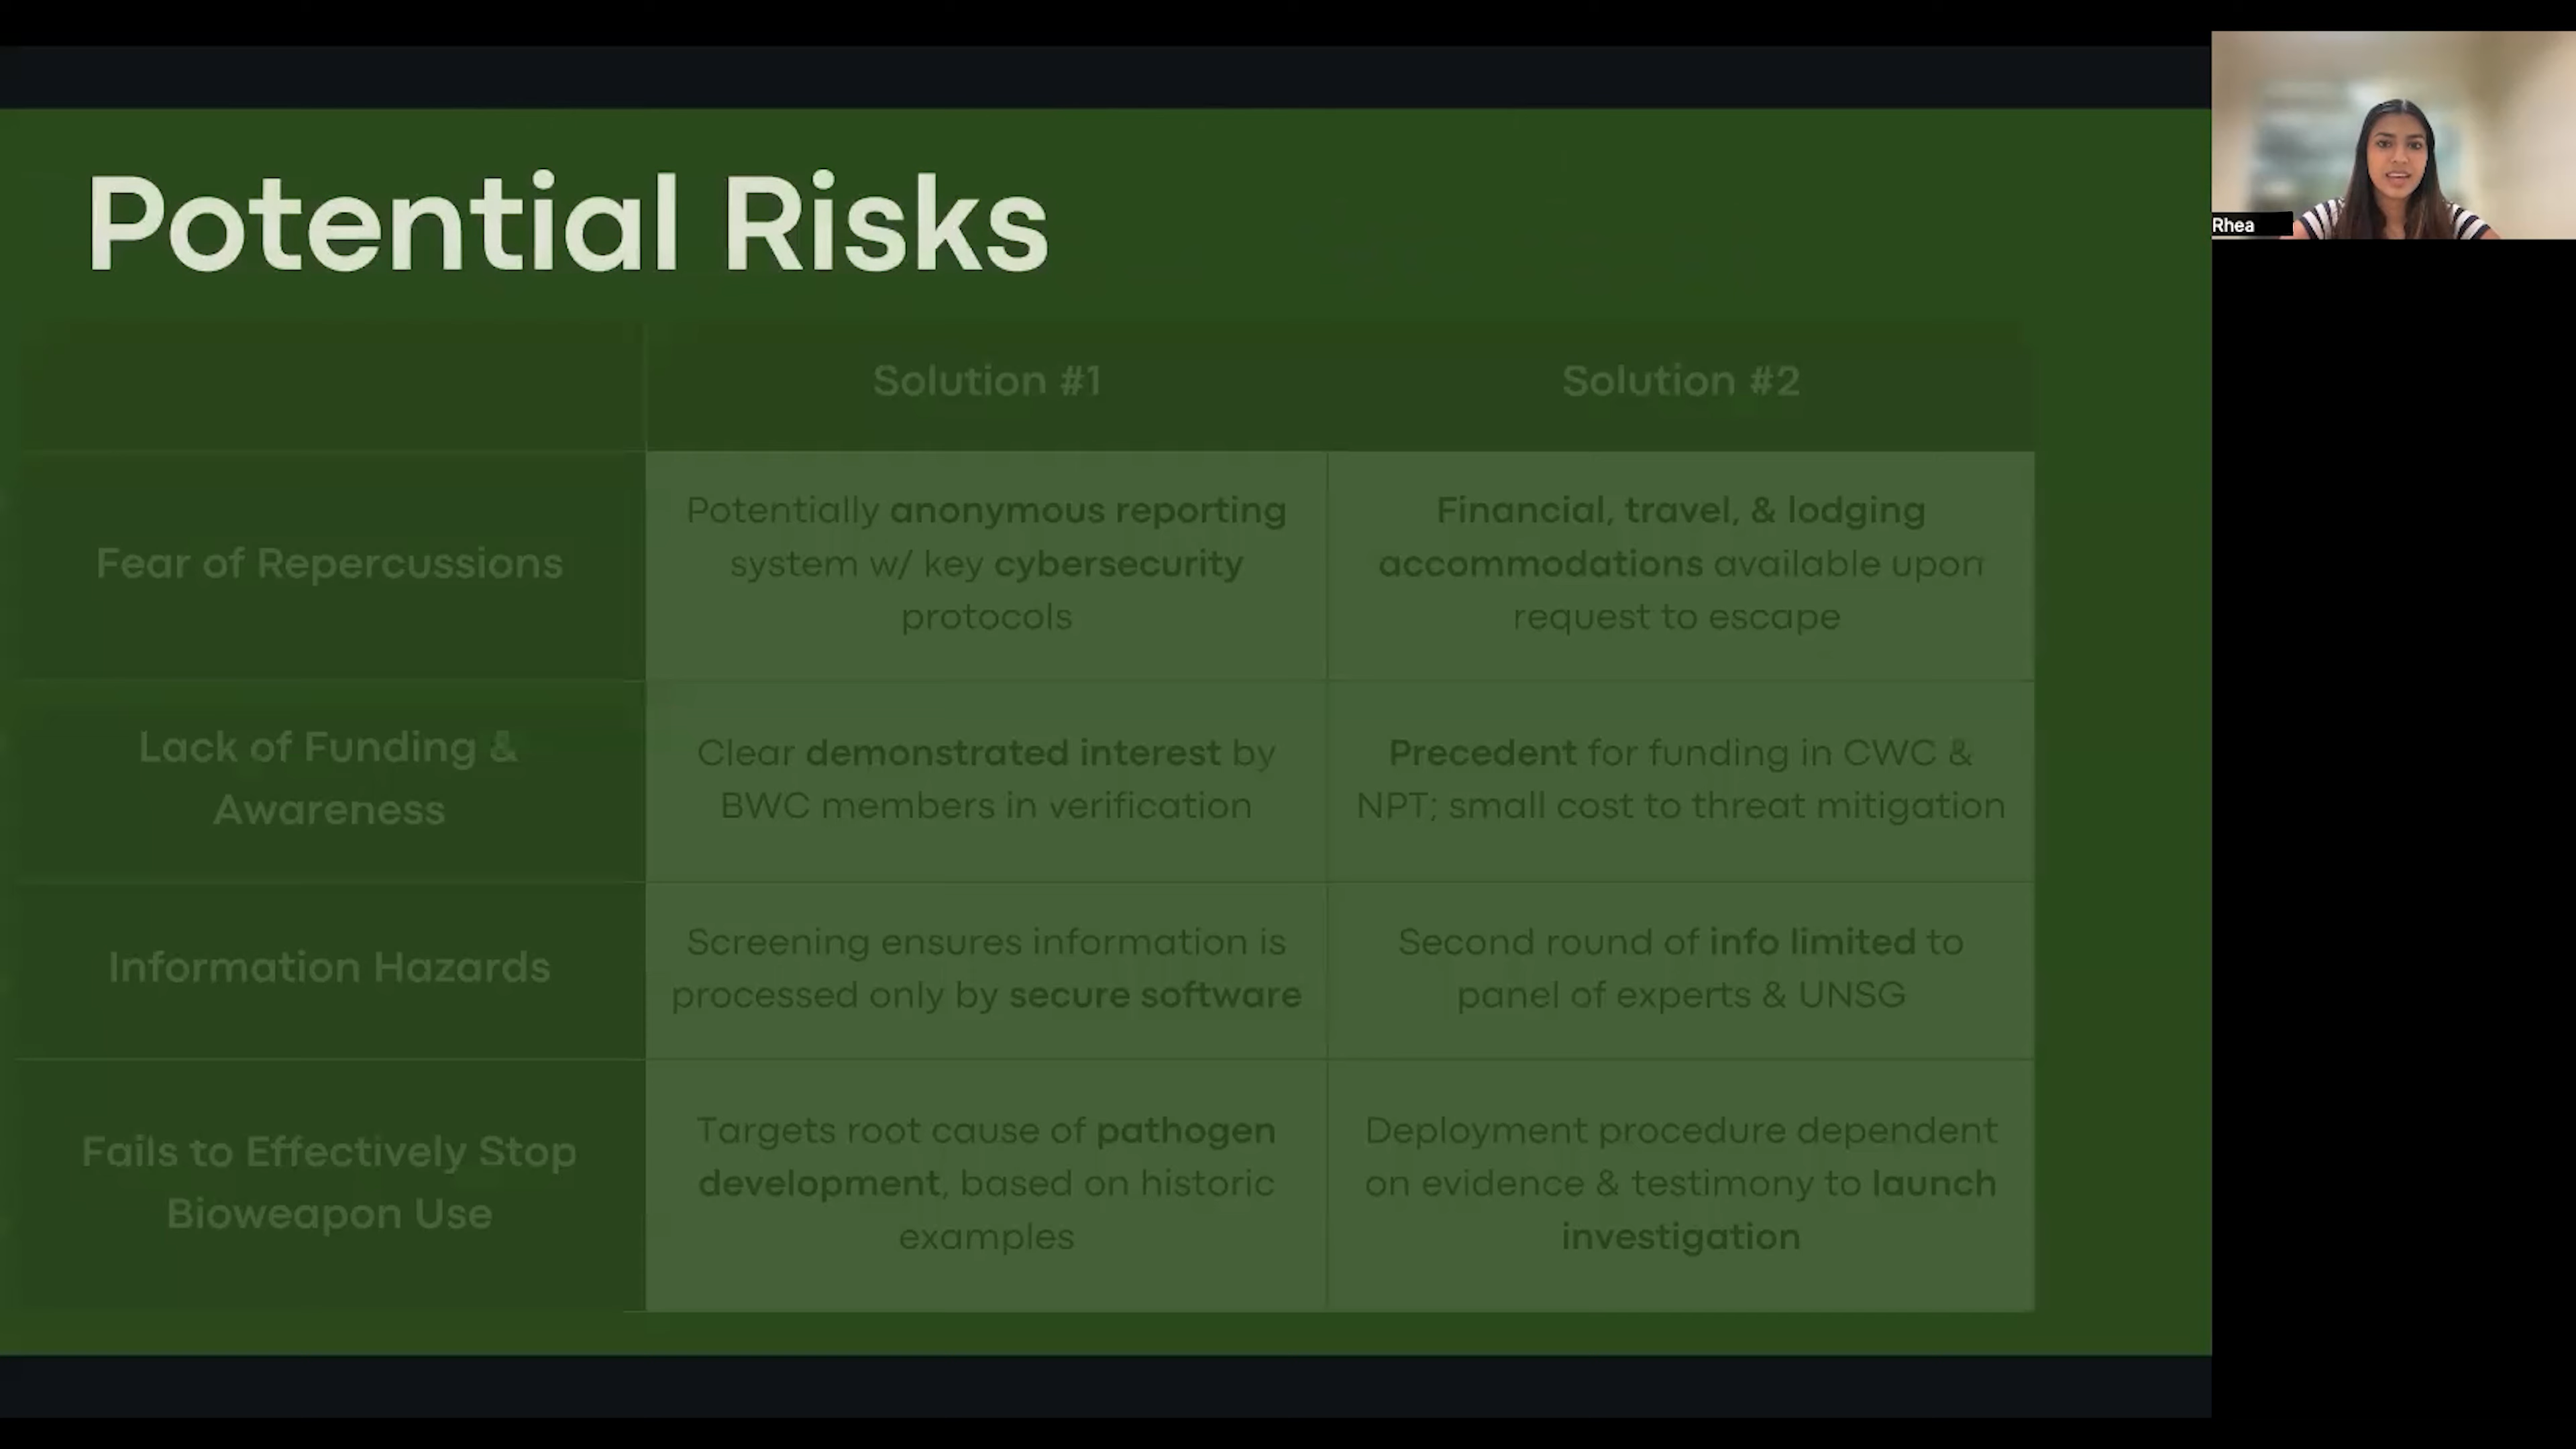 Potential Risks
Rhea
Solution #1
Solution #2
Fear of Repercussions
Potentially anonymous reporting
system w/ key cybersecurity
protocols
Financial, travel, & lodging
accommodations available upon
request to escape
Lack of Funding &
Awareness
Clear demonstrated interest by
BWC members in verification
Precedent for funding in CWC &
NPT; small cost to threat mitigation
Information Hazards
Screening ensures information is
processed only by secure software
Second round of info limited to
panel of experts & UNSG
Fails to Effectively Stop
Bioweapon Use
Targets root cause of pathogen
development, based on historic
examples
Deployment procedure dependent
on evidence & testimony to launch
investigation